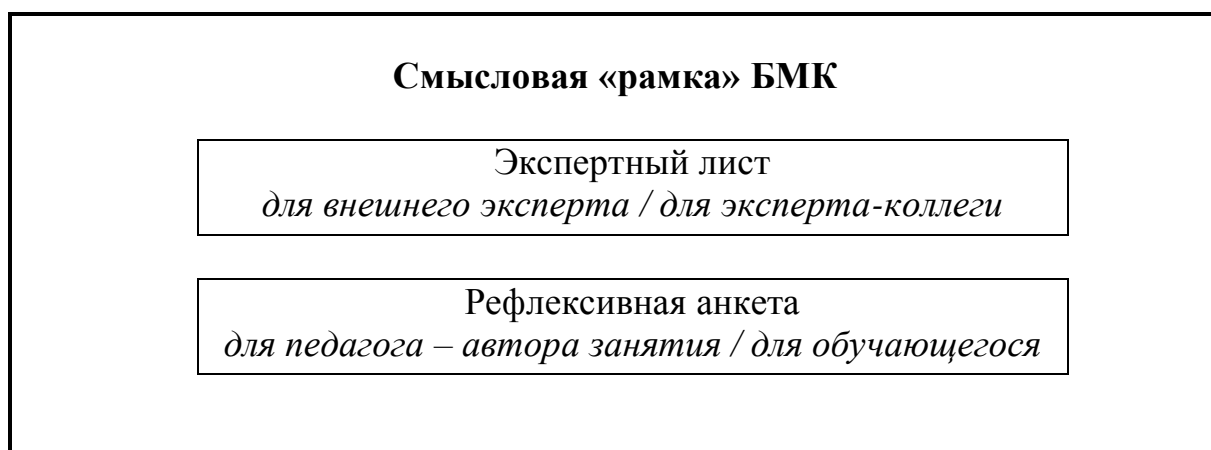 Смысловая «рамка» БМК
Экспертный лист
для внешнего эксперта / для эксперта-коллеги
Рефлексивная анкета
для педагога – автора занятия / для обучающегося